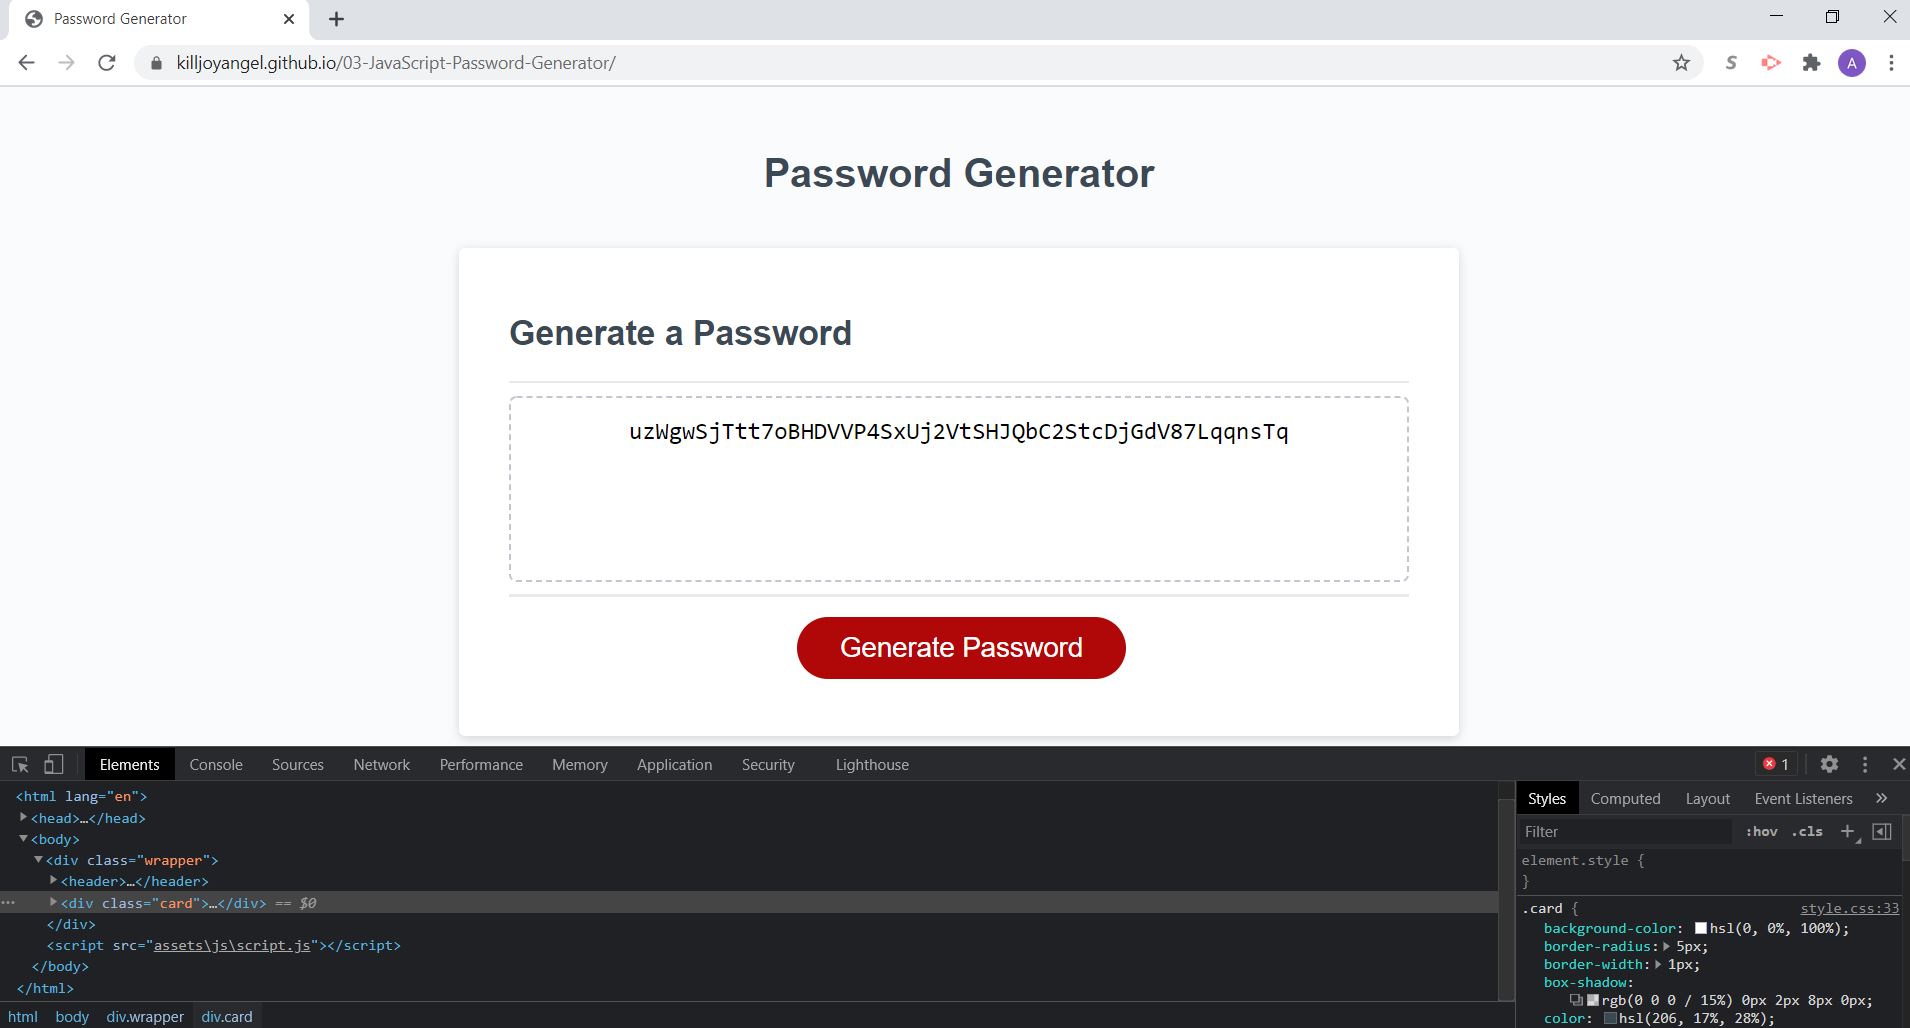 Password Generator
killjoyangel.github.io/03-JavaScript-Password-Generator/
S
A
Password Generator
Generate a Password
uzWgwSjTtt7oBHDVVP4SxUj2VtSHJQbC2StcDjGdV87LqqnsTq
Generate Password
Elements Console Sources Network Performance Memory Application Security Lighthouse 1
<html lang="en">
<head>…</head>
<body>
<div class="wrapper">
<header>…</header>
<div class="card">…</div> == $0
</div>
<script src="assets\js\script.js"></script>
</body>
</html>
html body div.wrapper div.card
Styles Computed Layout Event Listeners »
Filter :hov .cls +
element.style {
}
.card { style.css:33
background-color: hsl(0, 0%, 100%);
border-radius: 5px;
border-width: 1px;
box-shadow:
rgb(0 0 0 / 15%) 0px 2px 8px 0px;
color: hsl(206, 17%, 28%);